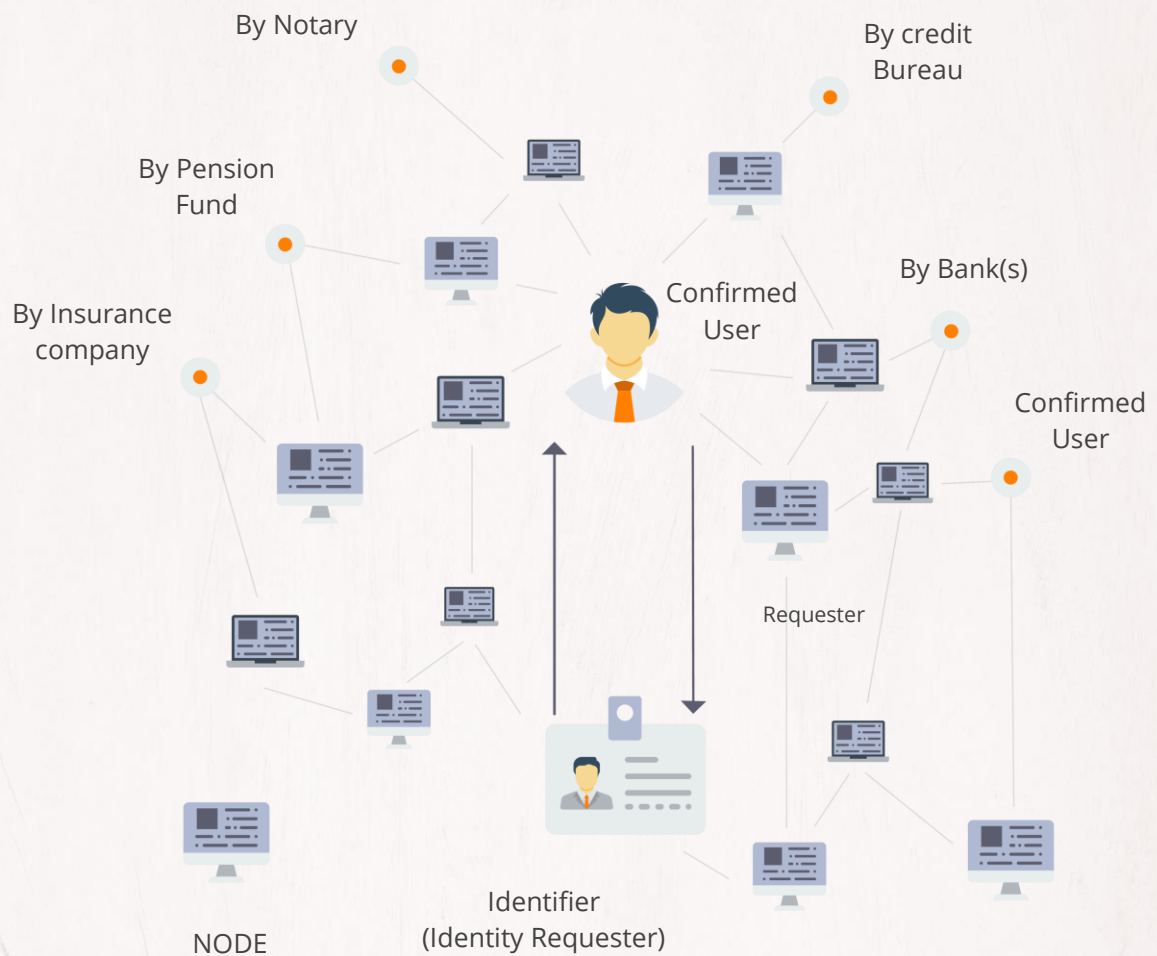 By Notary
By credit
Bureau
By Pension
Fund
By Bank(s)
Confirmed
User
By Insurance
company
Confirmed
User
Requester
Identifier
(Identity Requester)
NODE